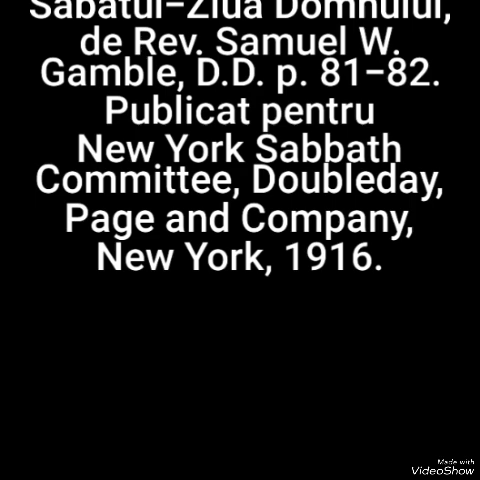 Sabatul-Ziua Domnului,
de Rev. Samuel W.
Gamble, D.D. p. 81-82.
Publicat pentru
New York Sabbath
Committee, Doubleday,
Page and Company,
New York, 1916.
Made with
VideoShow